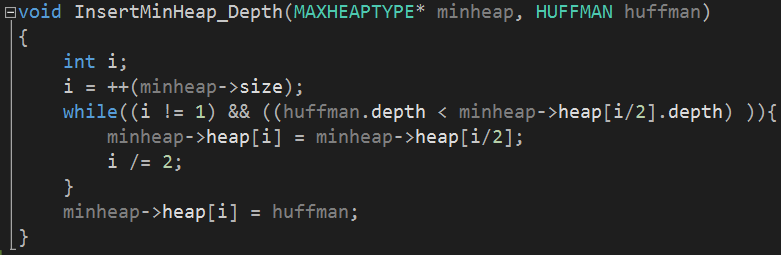 void InsertMinHeap_Depth(MAXHEAPTYPE* minheap, HUFFMAN huffman)
{
    int i;
    i = ++(minheap->size);
    while((i != 1) && ((huffman.depth < minheap->heap[i/2].depth) )){
        minheap->heap[i] = minheap->heap[i/2];
        i /= 2;
    }
    minheap->heap[i] = huffman;
}